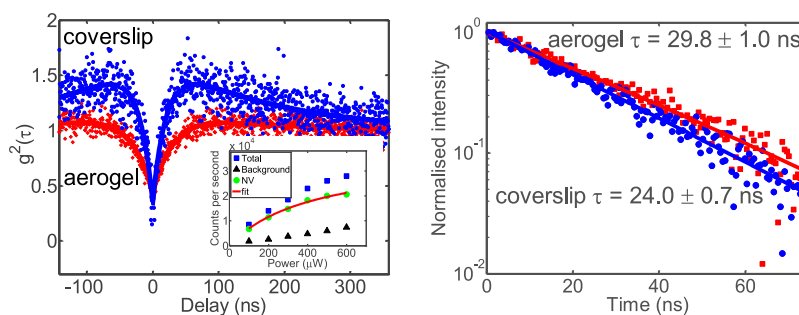 2
1.5
1
0.5
0
g²(τ)
coverslip
aerogel
-100
0
100
200
300
Delay (ns)
x 10⁴
3
2
1
0
Counts per second
Total
Background
NV
fit
200
400
600
Power (μW)
10⁰
10⁻¹
10⁻²
Normalised intensity
aerogel τ = 29.8 ± 1.0 ns
coverslip τ = 24.0 ± 0.7 ns
0
20
40
60
Time (ns)